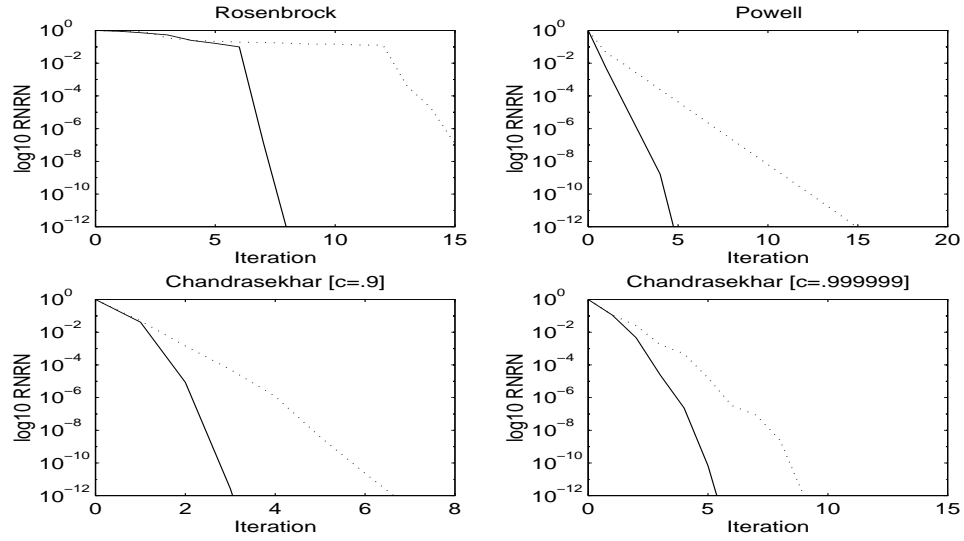 Rosenbrock
log10 RNRN
10^0
10^-2
10^-4
10^-6
10^-8
10^-10
10^-12
0 5 10 15
Iteration
Powell
log10 RNRN
10^0
10^-2
10^-4
10^-6
10^-8
10^-10
10^-12
0 5 10 15 20
Iteration
Chandrasekhar [c=.9]
log10 RNRN
10^0
10^-2
10^-4
10^-6
10^-8
10^-10
10^-12
0 2 4 6 8
Iteration
Chandrasekhar [c=.999999]
log10 RNRN
10^0
10^-2
10^-4
10^-6
10^-8
10^-10
10^-12
0 5 10 15
Iteration